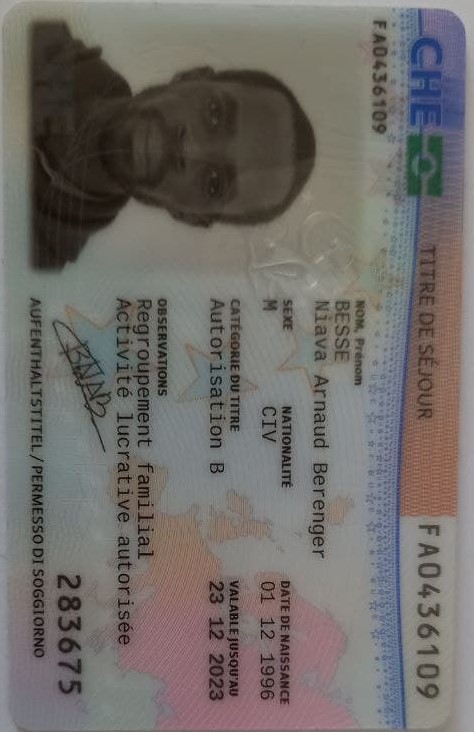 CHE
TITRE DE SÉJOUR
FA0436109
FA0436109
NOM, Prénom
BESSE
Niava Arnaud Berenger
SEXE NATIONALITÉ DATE DE NAISSANCE
M CIV 01 12 1996
CATÉGORIE DU TITRE VALABLE JUSQU'AU
Autorisation B 23 12 2023
OBSERVATIONS
Regroupement familial
Activité lucrative autorisée
283675
AUFENTHALTSTITEL / PERMESSO DI SOGGIORNO